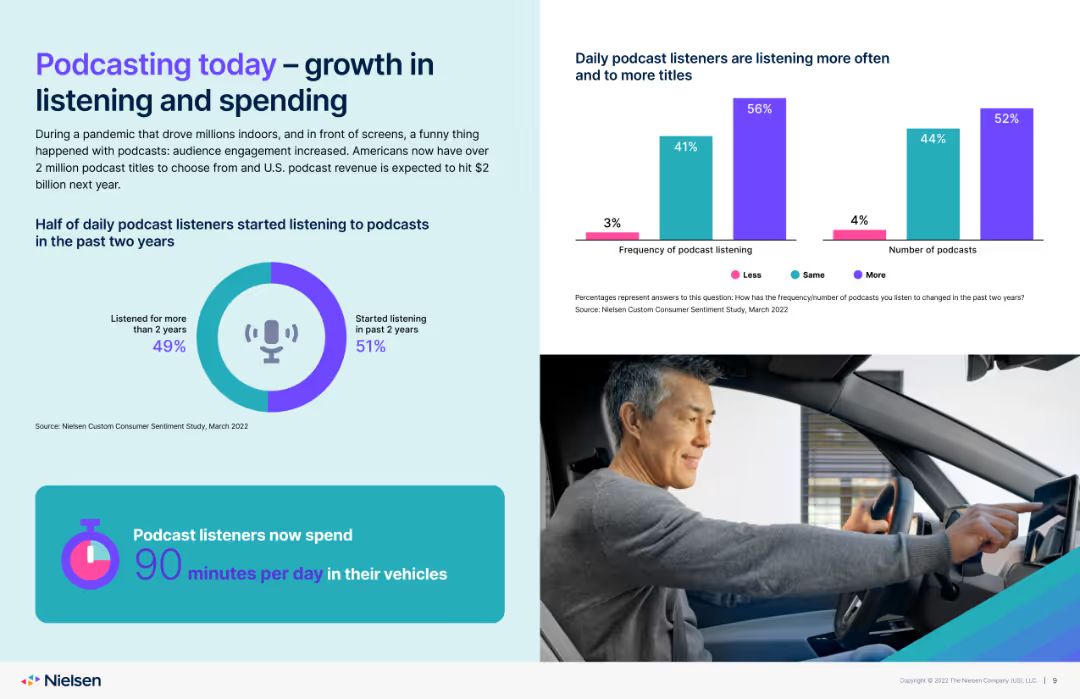 Podcasting today – growth in
listening and spending
During a pandemic that drove millions indoors, and in front of screens, a funny thing
happened with podcasts: audience engagement increased. Americans now have over
2 million podcast titles to choose from and U.S. podcast revenue is expected to hit $2
billion next year.
Half of daily podcast listeners started listening to podcasts
in the past two years
Listened for more
than 2 years
49%
Started listening
in past 2 years
51%
Source: Nielsen Custom Consumer Sentiment Study, March 2022
Podcast listeners now spend
90 minutes per day in their vehicles
Daily podcast listeners are listening more often
and to more titles
3%
41%
56%
Frequency of podcast listening
4%
44%
52%
Number of podcasts
Less
Same
More
Percentages represent answers to this question: How has the frequency/number of podcasts you listen to changed in the past two years?
Source: Nielsen Custom Consumer Sentiment Study, March 2022
Nielsen
Copyright © 2022 The Nielsen Company (US), LLC. | 9